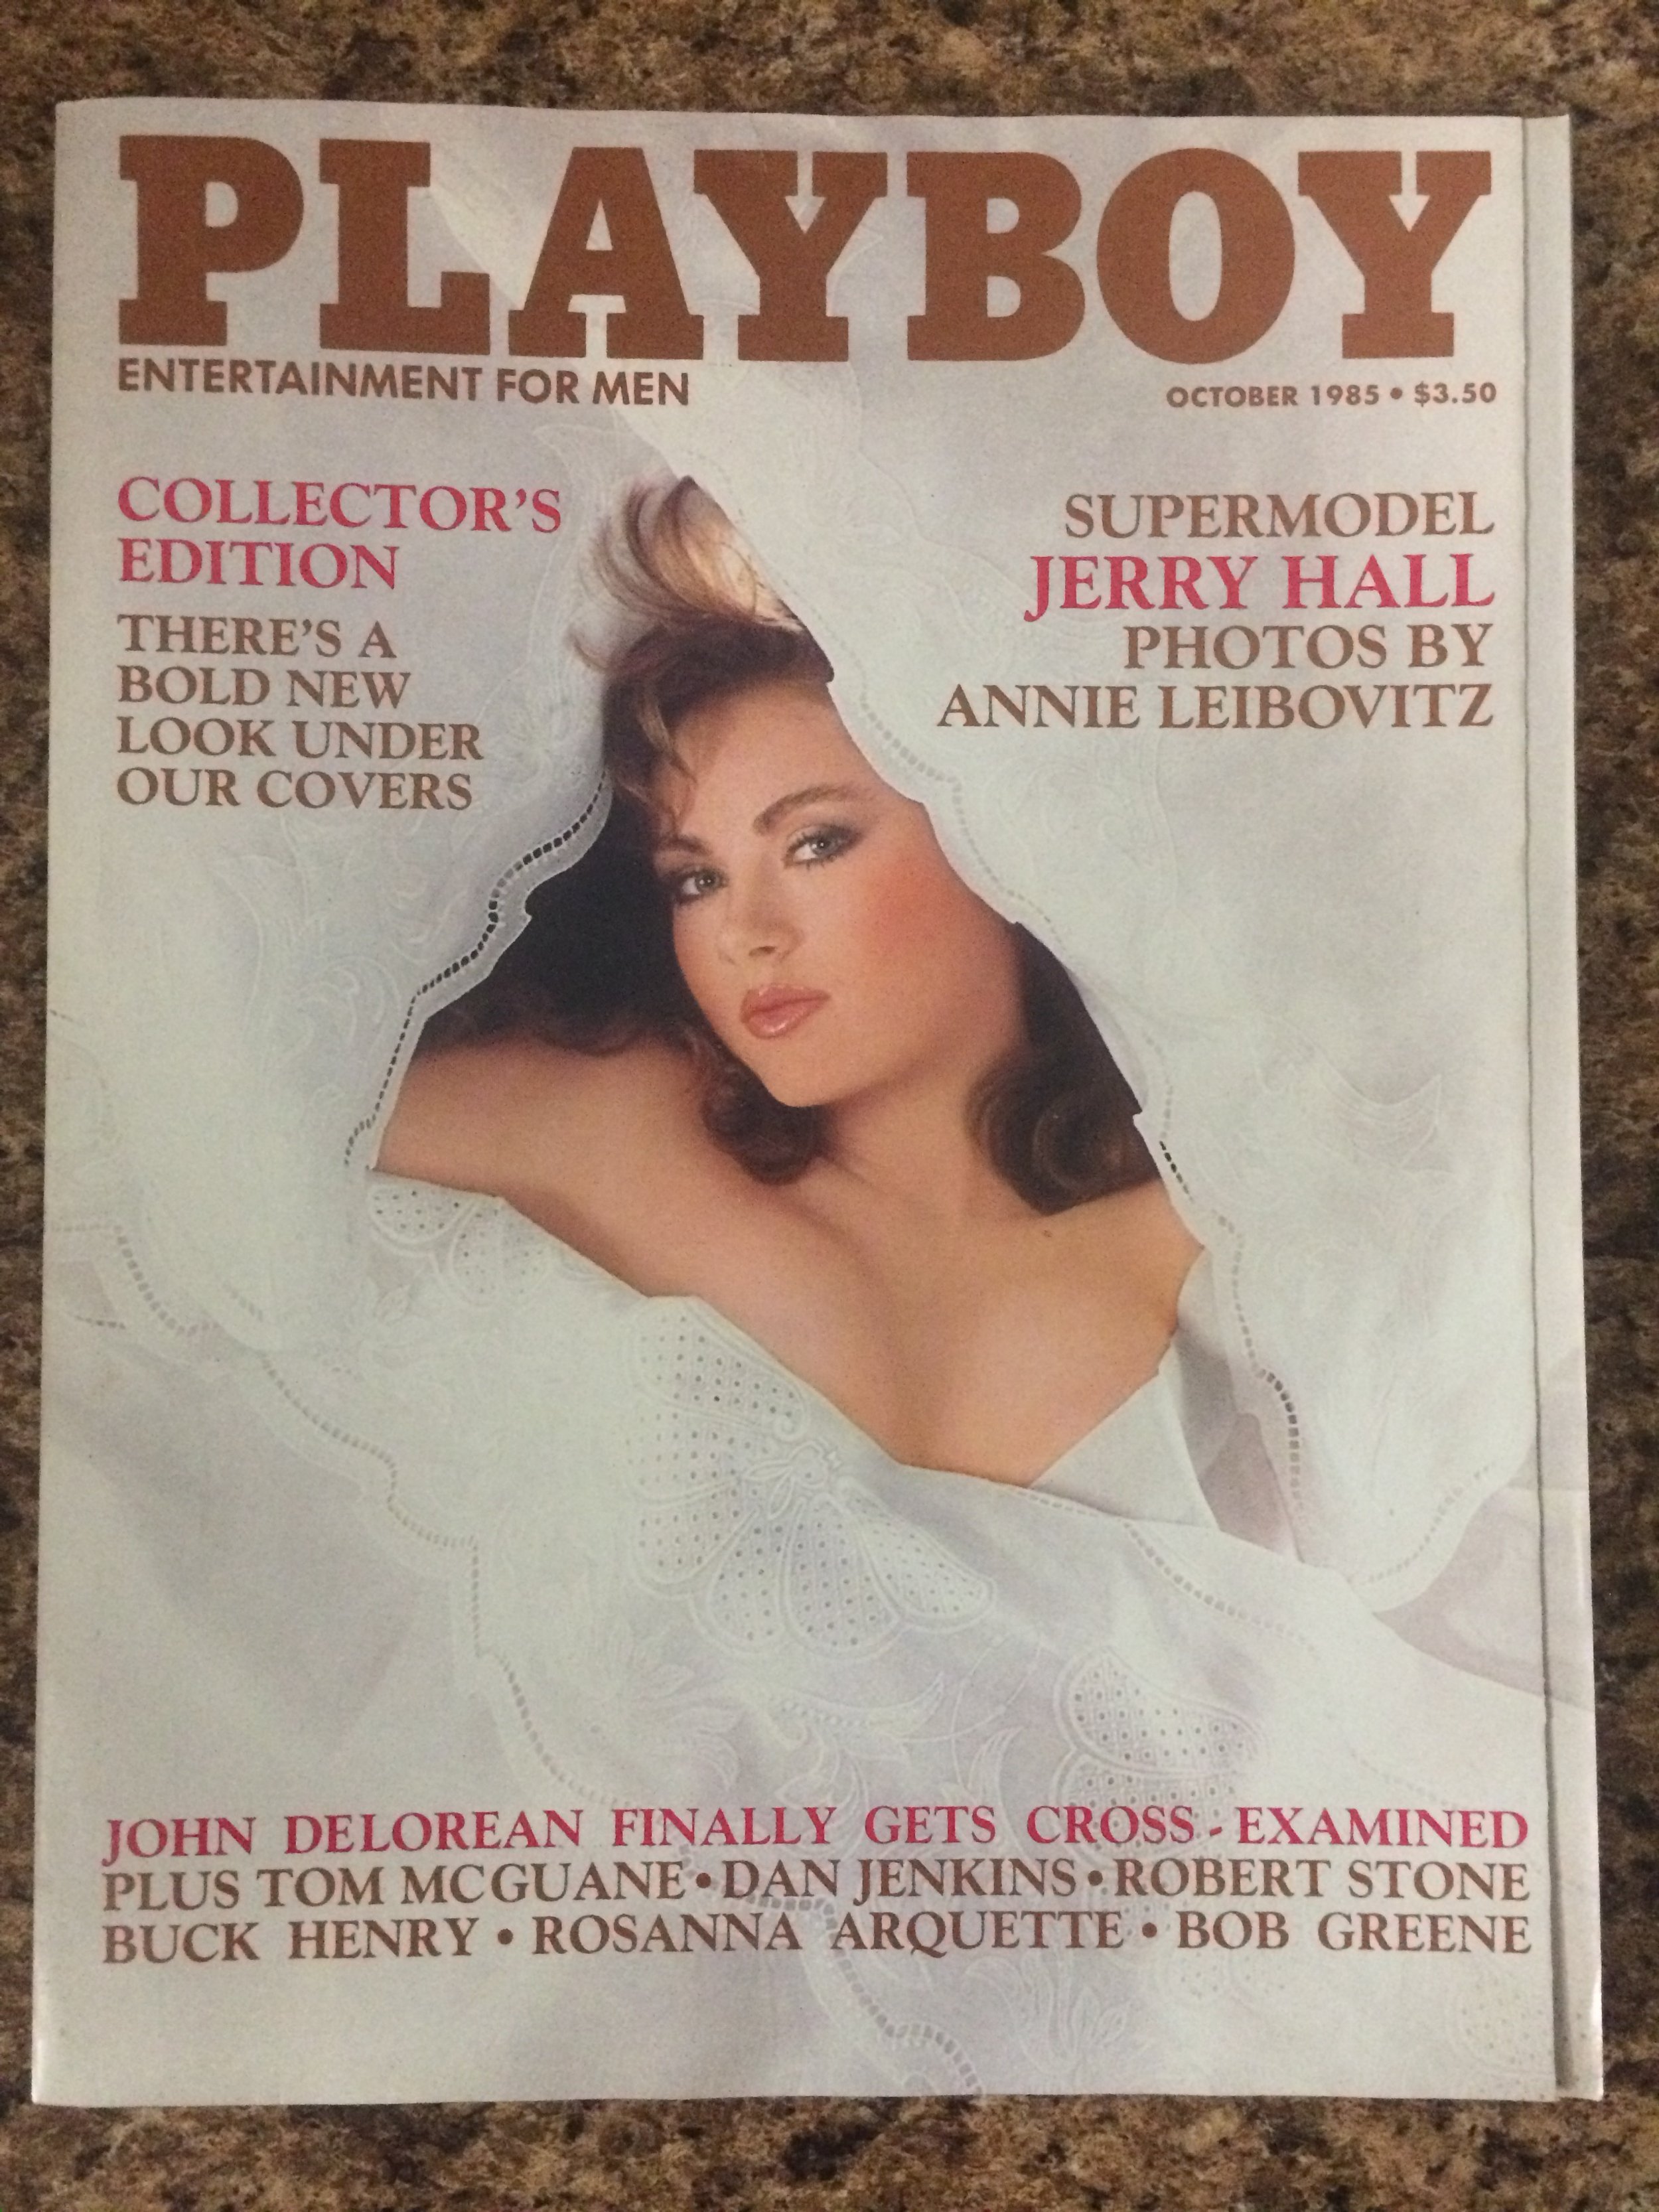 PLAYBOY
ENTERTAINMENT FOR MEN
OCTOBER 1985 • $3.50
COLLECTOR'S
EDITION
THERE'S A
BOLD NEW
LOOK UNDER
OUR COVERS
SUPERMODEL
JERRY HALL
PHOTOS BY
ANNIE LEIBOVITZ
JOHN DELOREAN FINALLY GETS CROSS-EXAMINED
PLUS TOM MCGUANE • DAN JENKINS • ROBERT STONE
BUCK HENRY • ROSANNA ARQUETTE • BOB GREENE